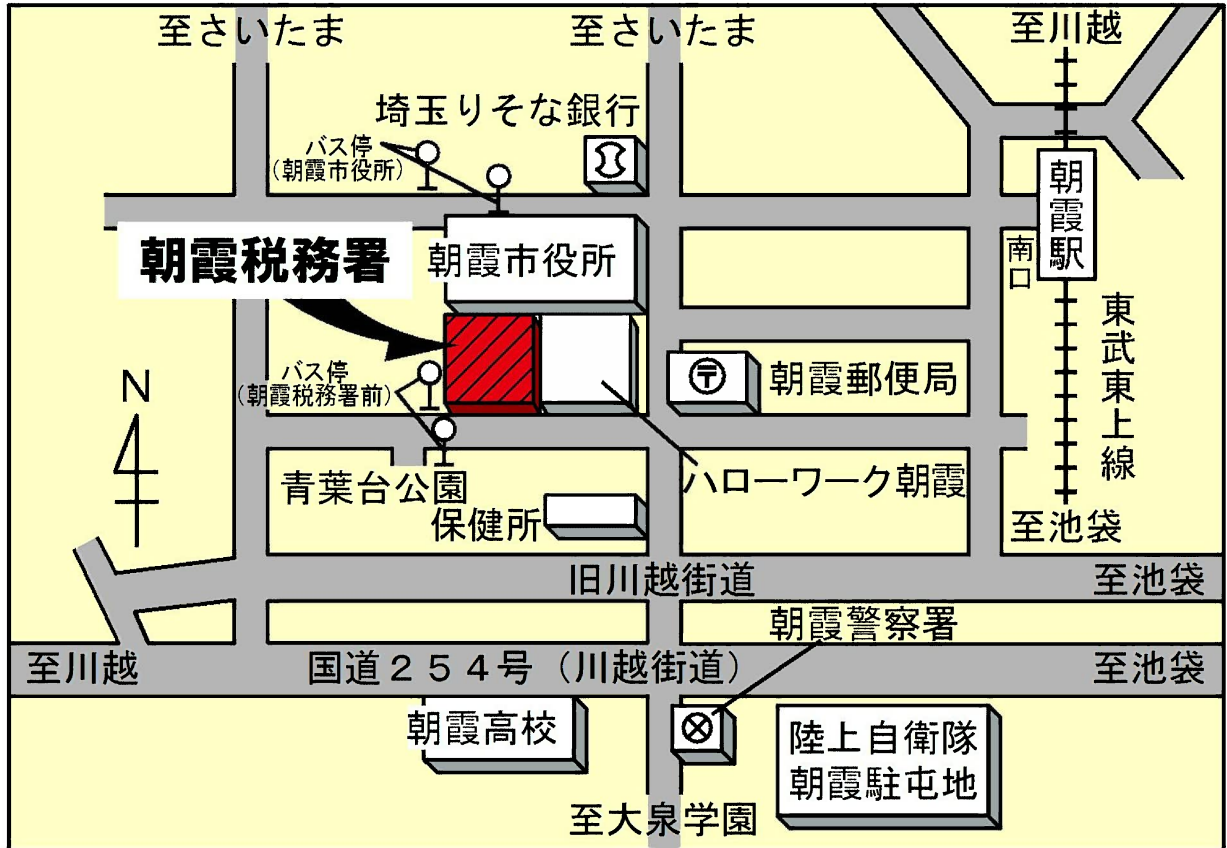 至さいたま
至さいたま
至川越
埼玉りそな銀行
バス停
(朝霞市役所)
朝霞駅
南口
朝霞税務署
朝霞市役所
東武東上線
バス停
(朝霞税務署前)
〒
朝霞郵便局
N
青葉台公園
ハローワーク朝霞
保健所
至池袋
旧川越街道
至池袋
朝霞警察署
至川越
国道254号(川越街道)
至池袋
朝霞高校
陸上自衛隊
朝霞駐屯地
至大泉学園